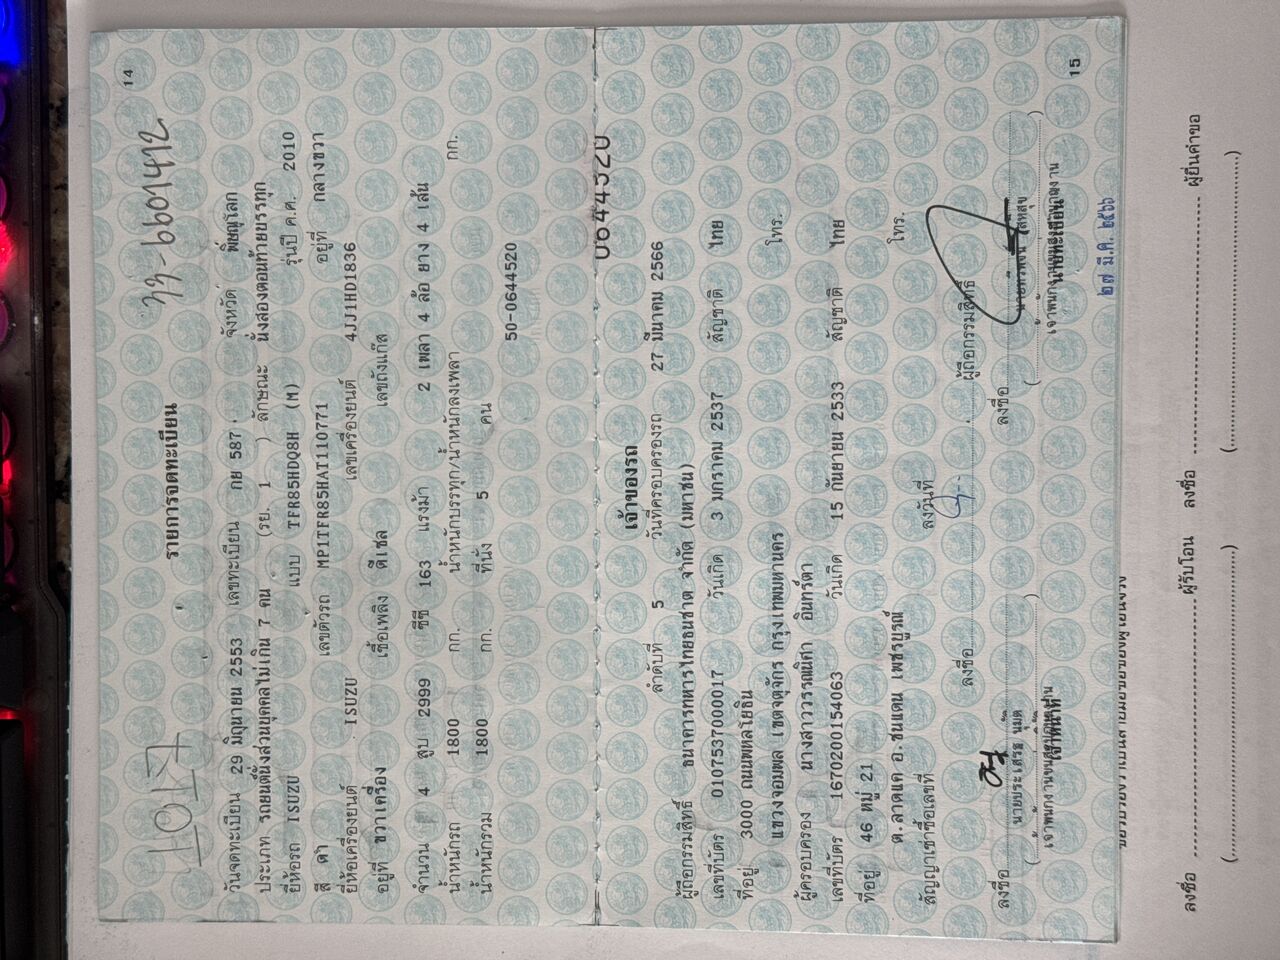 14
33-6601412
รายการจดทะเบียน
วันจดทะเบียน 29 มิถุนายน 2553 เลขทะเบียน กย 587 จังหวัด พิษณุโลก
ประเภท รถยนต์นั่งส่วนบุคคลไม่เกิน 7 คน (รย. 1 ) ลักษณะ นั่งสองตอนท้ายบรรทุก
ยี่ห้อรถ ISUZU แบบ TFR85HDQ8H (M) รุ่นปี ค.ศ. 2010
สี ดำ เลขตัวรถ MP1TFR85HAT110771 อยู่ที่ กลางขวา
ยี่ห้อเครื่องยนต์ ISUZU เลขเครื่องยนต์ 4JJ1HD1836
อยู่ที่ ขวาเครื่อง เชื้อเพลิง ดีเซล เลขถังแก๊ส
จำนวน 4 สูบ 2999 ซีซี 163 แรงม้า 2 เพลา 4 ล้อ ยาง 4 เส้น
น้ำหนักรถ 1800 กก. น้ำหนักบรรทุก/น้ำหนักลงเพลา กก.
น้ำหนักรวม 1800 กก. ที่นั่ง 5 คน
50-0644520
0644520
เจ้าของรถ
ลำดับที่ 5 วันที่ครอบครองรถ 27 มีนาคม 2566
ผู้ถือกรรมสิทธิ์ ธนาคารทหารไทยธนชาต จำกัด (มหาชน)
เลขที่บัตร 0107537000017 วันเกิด 3 มกราคม 2537 สัญชาติ ไทย
ที่อยู่ 3000 ถนนพหลโยธิน
แขวงจอมพล เขตจตุจักร กรุงเทพมหานคร โทร.
ผู้ครอบครอง นางสาววรรณนิศา อินทร์ตา
เลขที่บัตร 1670200154063 วันเกิด 15 กันยายน 2533 สัญชาติ ไทย
ที่อยู่ 46 หมู่ 21
ต.ลาดแค อ.ชนแดน เพชรบูรณ์ โทร.
สัญญาเช่าซื้อเลขที่ ลงวันที่
ลงชื่อ ผู้ถือกรรมสิทธิ์
ลงชื่อ ลงชื่อ
นายประเสริฐ
เจ้าหน้าที่ นายทะเบียน
๒๗ มี.ค. ๒๕๖๖
15
ลงชื่อ ผู้รับโอน ลงชื่อ ผู้ยื่นคำขอ
(..............................) (..............................)